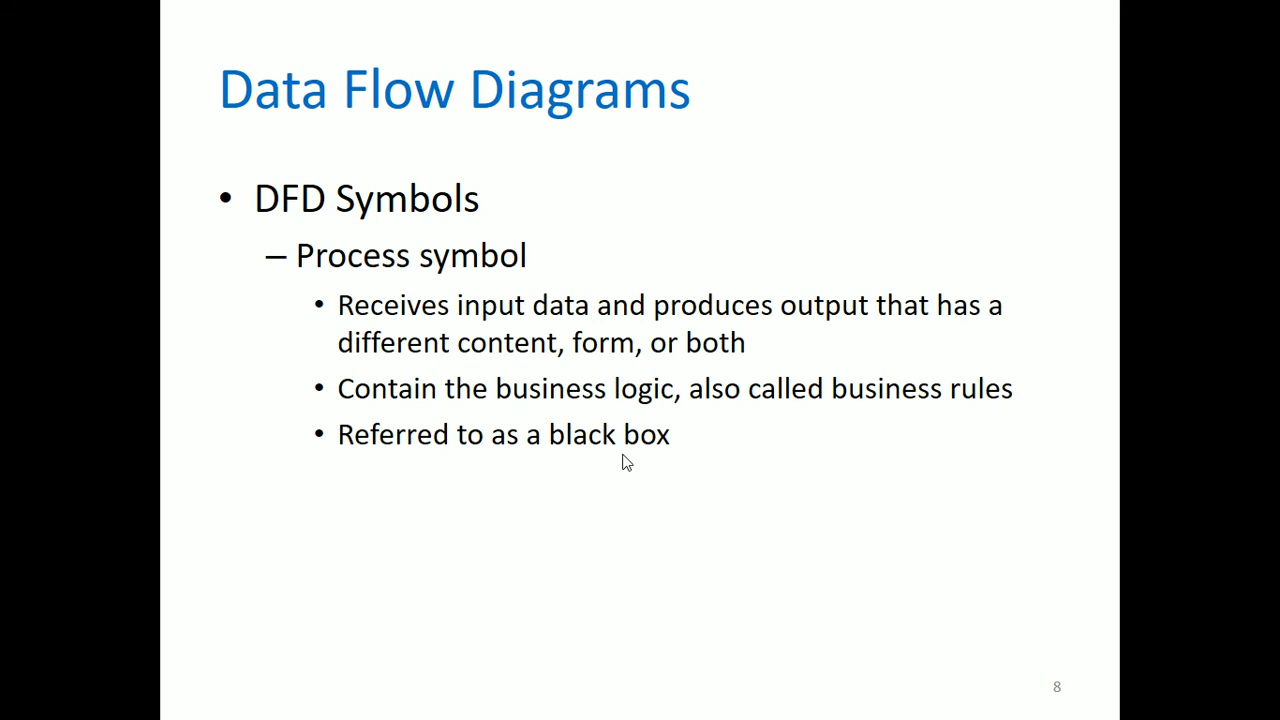 Data Flow Diagrams
• DFD Symbols
– Process symbol
• Receives input data and produces output that has a
different content, form, or both
• Contain the business logic, also called business rules
• Referred to as a black box
8